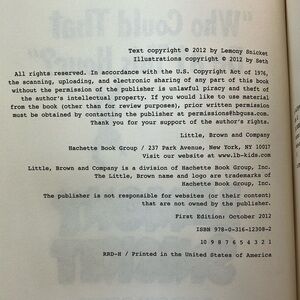 Text copyright © 2012 by Lemony Snicket
Illustrations copyright © 2012 by Seth
All rights reserved. In accordance with the U.S. Copyright Act of 1976,
the scanning, uploading, and electronic sharing of any part of this book
without the permission of the publisher is unlawful piracy and theft of
the author's intellectual property. If you would like to use material
from the book (other than for review purposes), prior written permission
must be obtained by contacting the publisher at permissions@hbgusa.com.
Thank you for your support of the author's rights.
Little, Brown and Company
Hachette Book Group / 237 Park Avenue, New York, NY 10017
Visit our website at www.lb-kids.com
Little, Brown and Company is a division of Hachette Book Group, Inc.
The Little, Brown name and logo are trademarks of
Hachette Book Group, Inc.
The publisher is not responsible for websites (or their content)
that are not owned by the publisher.
First Edition: October 2012
ISBN 978-0-316-12308-2
10 9 8 7 6 5 4 3 2 1
RRD-H / Printed in the United States of America